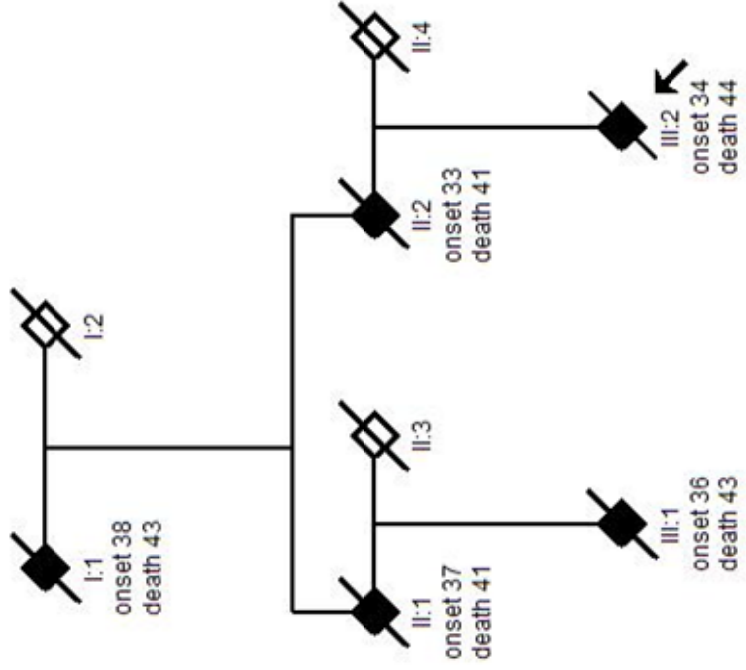 I:1
onset 38
death 43
I:2
II:1
onset 37
death 41
II:3
II:2
onset 33
death 41
II:4
III:1
onset 36
death 43
III:2
onset 34
death 44